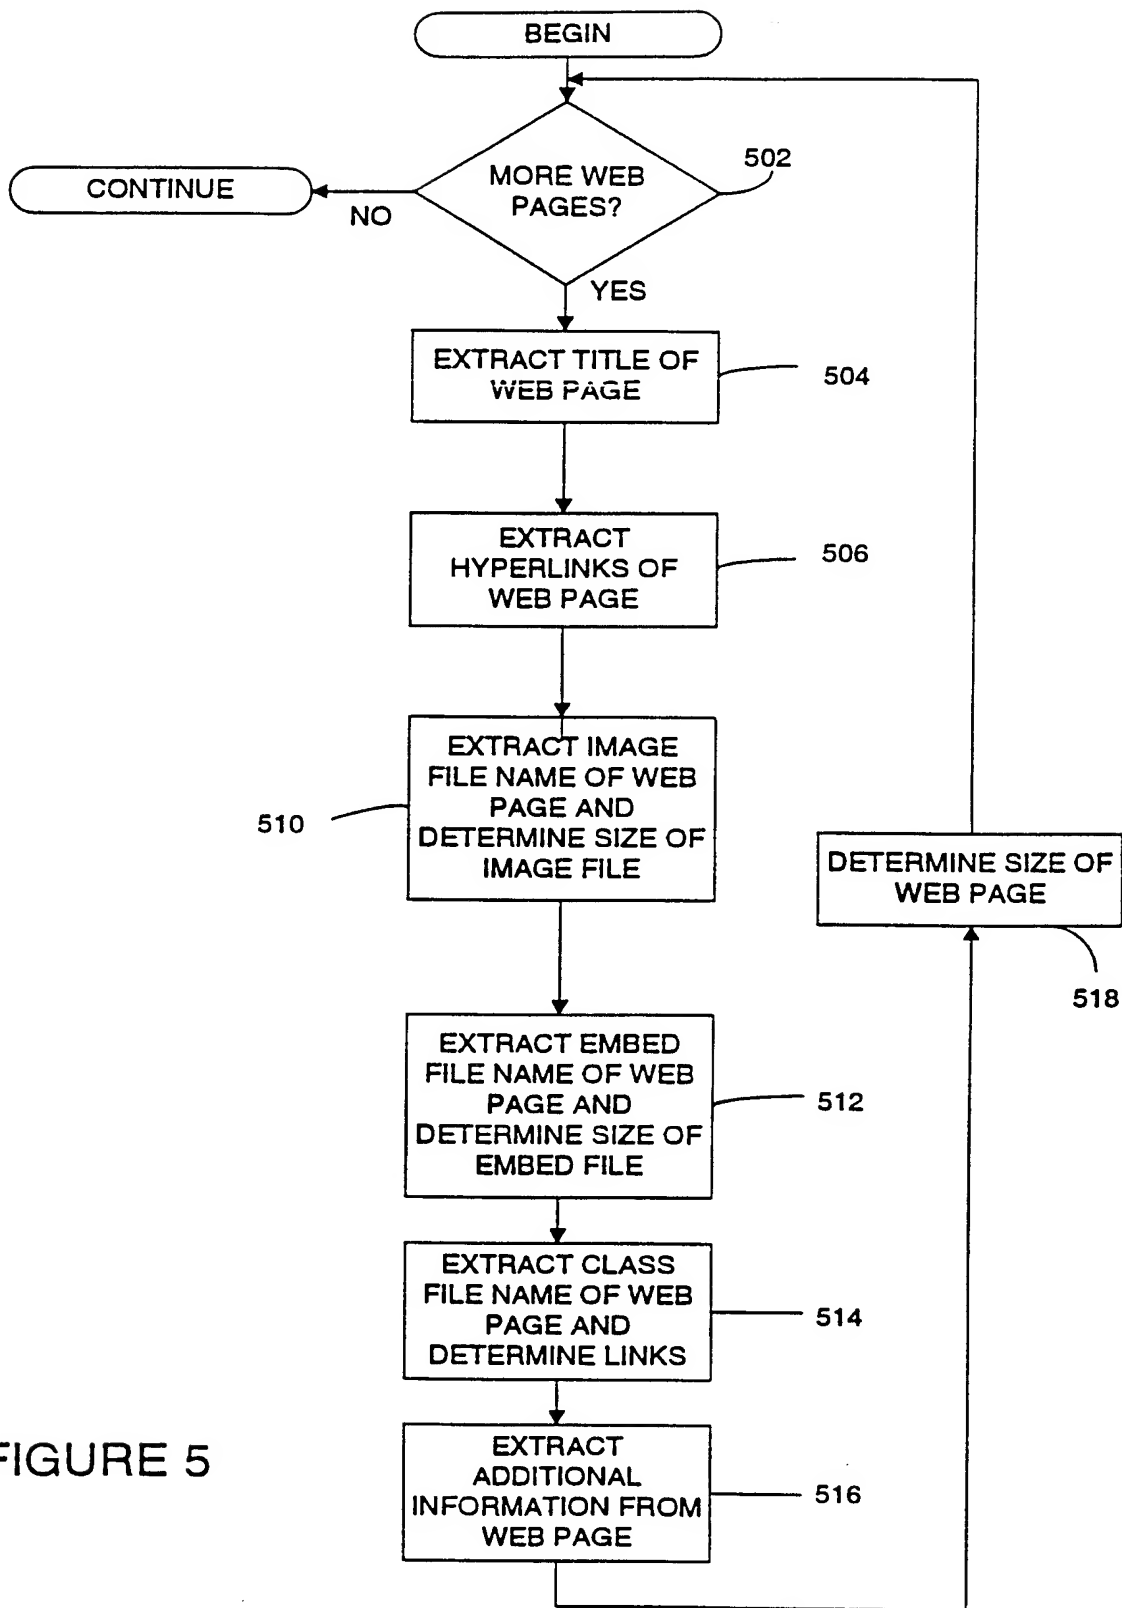 BEGIN
MORE WEB
PAGES?
502
CONTINUE
NO
YES
EXTRACT TITLE OF
WEB PAGE
504
EXTRACT
HYPERLINKS OF
WEB PAGE
506
EXTRACT IMAGE
FILE NAME OF WEB
PAGE AND
DETERMINE SIZE OF
IMAGE FILE
510
DETERMINE SIZE OF
WEB PAGE
518
EXTRACT EMBED
FILE NAME OF WEB
PAGE AND
DETERMINE SIZE OF
EMBED FILE
512
EXTRACT CLASS
FILE NAME OF WEB
PAGE AND
DETERMINE LINKS
514
EXTRACT
ADDITIONAL
INFORMATION FROM
WEB PAGE
516
FIGURE 5